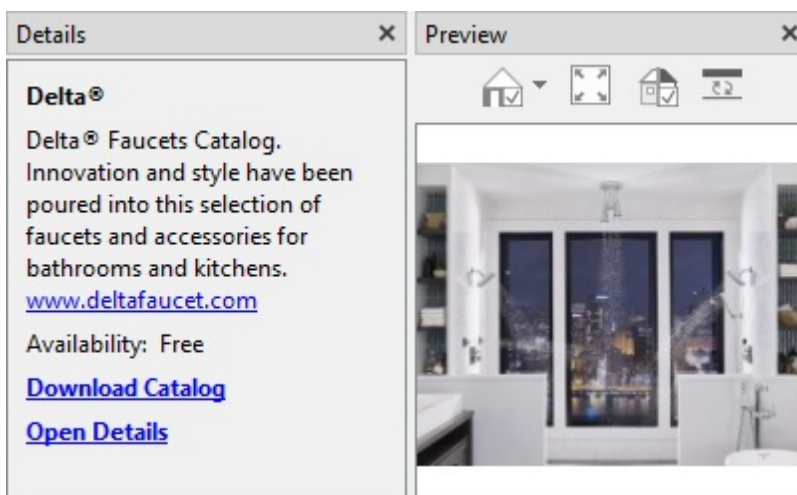 Details
Delta®
Delta® Faucets Catalog.
Innovation and style have been
poured into this selection of
faucets and accessories for
bathrooms and kitchens.
www.deltafaucet.com
Availability: Free
Download Catalog
Open Details
Preview